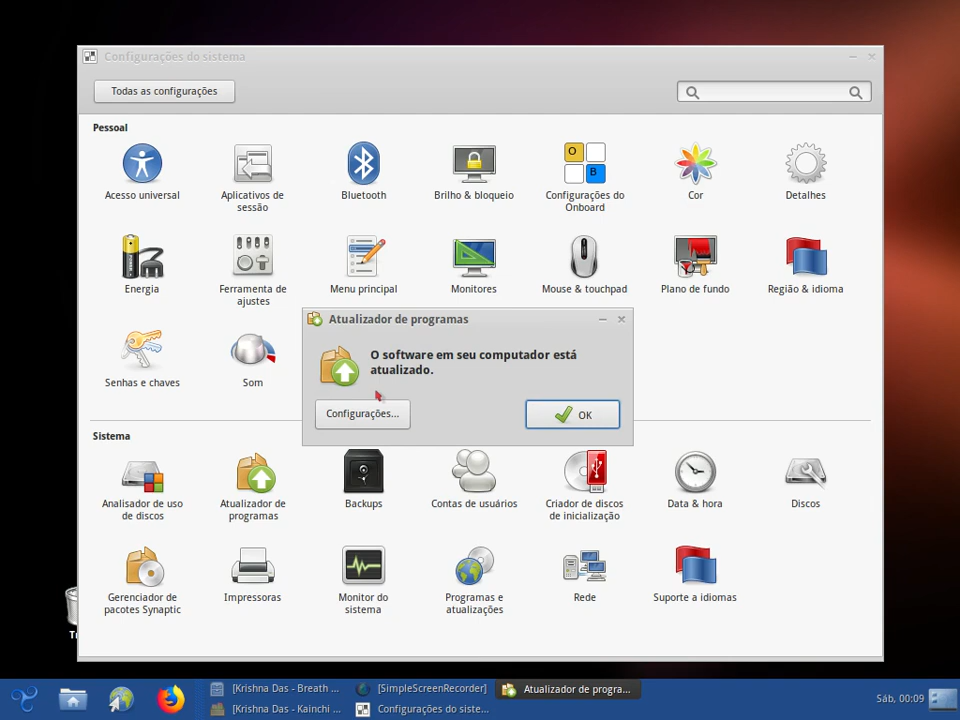 Configurações do sistema
Todas as configurações
Pessoal
Acesso universal
Aplicativos de
sessão
Bluetooth
Brilho & bloqueio
O
B
Configurações do
Onboard
Cor
Detalhes
Energia
Ferramenta de
ajustes
Menu principal
Monitores
Mouse & touchpad
Plano de fundo
Região & idioma
Senhas e chaves
Som
Atualizador de programas
O software em seu computador está
atualizado.
Configurações...
OK
Sistema
Analisador de uso
de discos
Atualizador de
programas
Backups
Contas de usuários
Criador de discos
de inicialização
Data & hora
Discos
Gerenciador de
pacotes Synaptic
Impressoras
Monitor do
sistema
Programas e
atualizações
Rede
Suporte a idiomas
[Krishna Das - Breath ...
[SimpleScreenRecorder]
Atualizador de progra...
[Krishna Das - Kainchi ...
Configurações do siste...
Sáb, 00:09